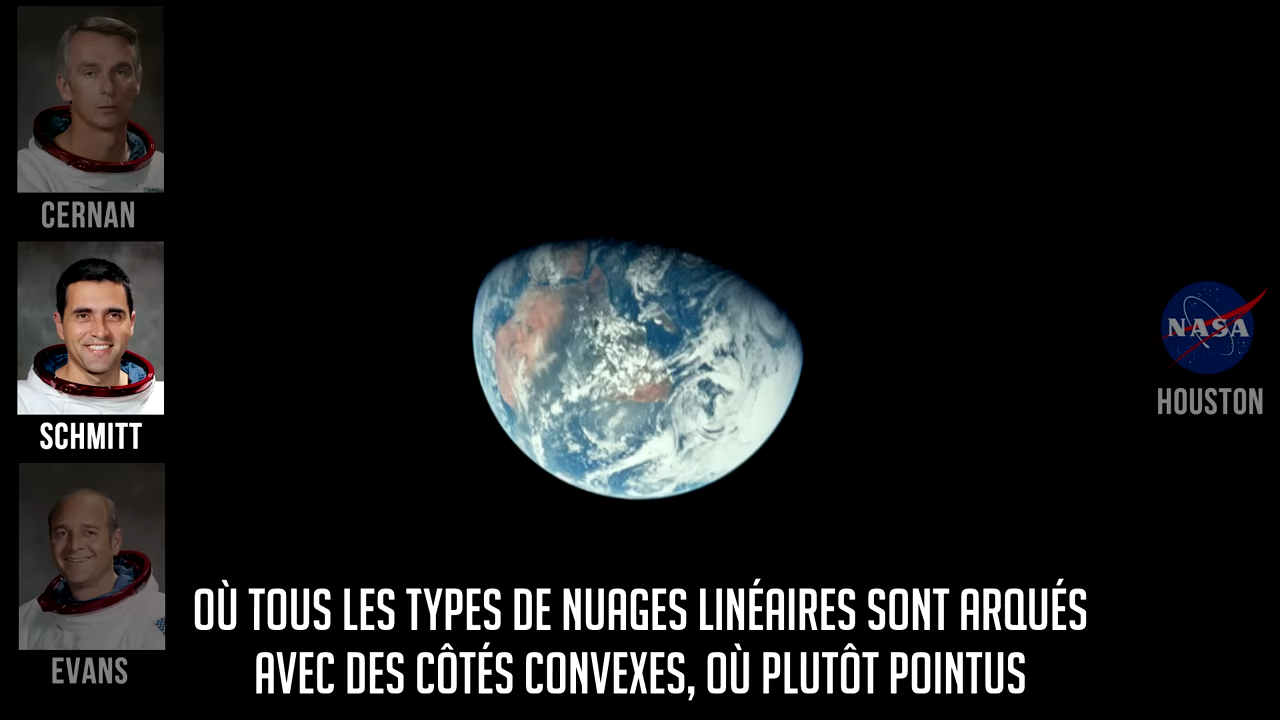 CERNAN
SCHMITT
EVANS
NASA
HOUSTON
OÙ TOUS LES TYPES DE NUAGES LINÉAIRES SONT ARQUÉS
AVEC DES CÔTÉS CONVEXES, OÙ PLUTÔT POINTUS